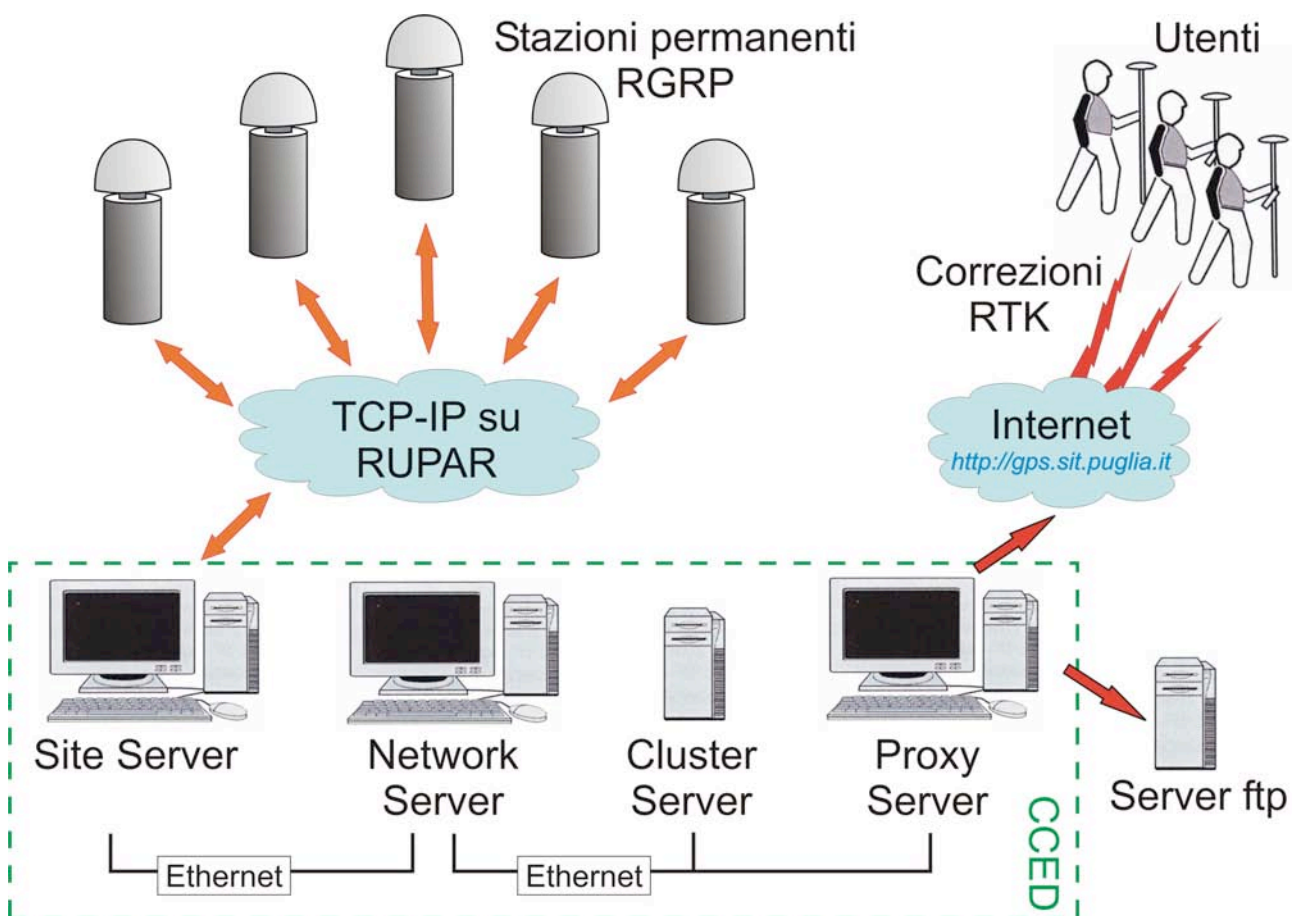 Stazioni permanenti
RGRP
Utenti
Correzioni
RTK
TCP-IP su
RUPAR
Internet
http://gps.sit.puglia.it
Site Server
Network
Server
Cluster
Server
Proxy
Server
Server ftp
CCED
Ethernet
Ethernet